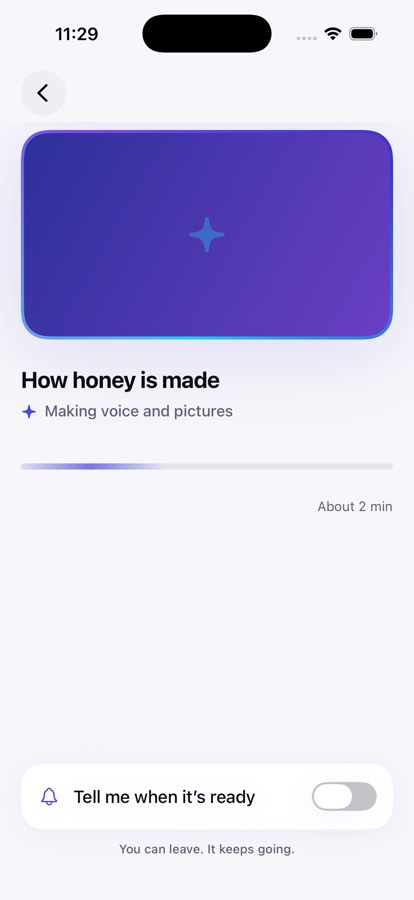 11:29
How honey is made
Making voice and pictures
About 2 min
Tell me when it’s ready
You can leave. It keeps going.